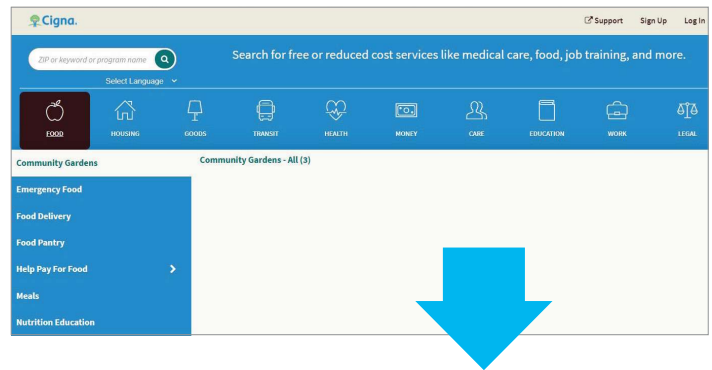 Cigna.
Support Sign Up Log In
ZIP or keyword or program name
Search for free or reduced cost services like medical care, food, job training, and more.
Select Language
FOOD HOUSING GOODS TRANSIT HEALTH MONEY CARE EDUCATION WORK LEGAL
Community Gardens
Community Gardens - All (3)
Emergency Food
Food Delivery
Food Pantry
Help Pay For Food
Meals
Nutrition Education